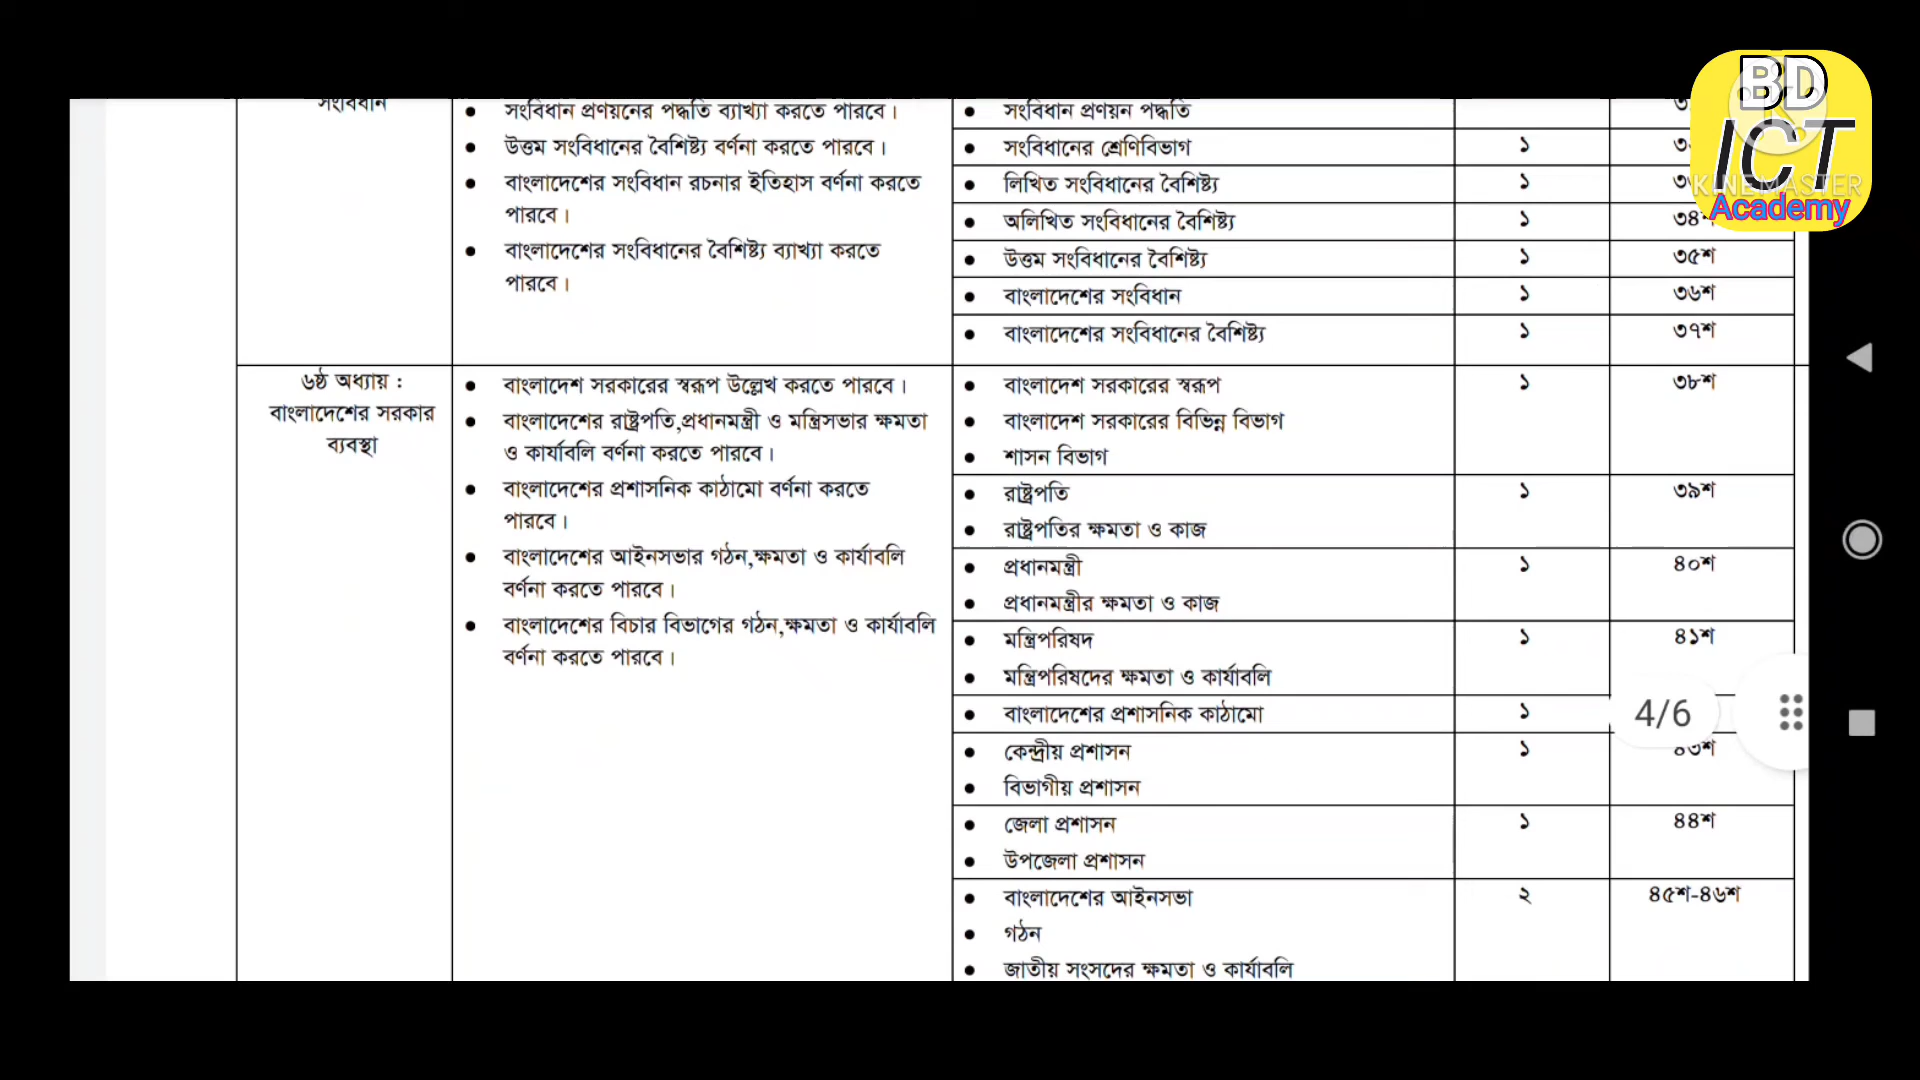 সংবিধান
সংবিধান প্রণয়নের পদ্ধতি ব্যাখ্যা করতে পারবে।
উত্তম সংবিধানের বৈশিষ্ট্য বর্ণনা করতে পারবে।
বাংলাদেশের সংবিধান রচনার ইতিহাস বর্ণনা করতে
পারবে।
বাংলাদেশের সংবিধানের বৈশিষ্ট্য ব্যাখ্যা করতে
পারবে।
সংবিধান প্রণয়ন পদ্ধতি
সংবিধানের শ্রেণিবিভাগ ১
লিখিত সংবিধানের বৈশিষ্ট্য ১
অলিখিত সংবিধানের বৈশিষ্ট্য ১ ৩৪শ
উত্তম সংবিধানের বৈশিষ্ট্য ১ ৩৫শ
বাংলাদেশের সংবিধান ১ ৩৬শ
বাংলাদেশের সংবিধানের বৈশিষ্ট্য ১ ৩৭শ
৬ষ্ঠ অধ্যায় :
বাংলাদেশের সরকার
ব্যবস্থা
বাংলাদেশ সরকারের স্বরূপ উল্লেখ করতে পারবে।
বাংলাদেশের রাষ্ট্রপতি,প্রধানমন্ত্রী ও মন্ত্রিসভার ক্ষমতা
ও কার্যাবলি বর্ণনা করতে পারবে।
বাংলাদেশের প্রশাসনিক কাঠামো বর্ণনা করতে
পারবে।
বাংলাদেশের আইনসভার গঠন,ক্ষমতা ও কার্যাবলি
বর্ণনা করতে পারবে।
বাংলাদেশের বিচার বিভাগের গঠন,ক্ষমতা ও কার্যাবলি
বর্ণনা করতে পারবে।
বাংলাদেশ সরকারের স্বরূপ ১ ৩৮শ
বাংলাদেশ সরকারের বিভিন্ন বিভাগ
শাসন বিভাগ
রাষ্ট্রপতি ১ ৩৯শ
রাষ্ট্রপতির ক্ষমতা ও কাজ
প্রধানমন্ত্রী ১ ৪০শ
প্রধানমন্ত্রীর ক্ষমতা ও কাজ
মন্ত্রিপরিষদ ১ ৪১শ
মন্ত্রিপরিষদের ক্ষমতা ও কার্যাবলি
বাংলাদেশের প্রশাসনিক কাঠামো ১
কেন্দ্রীয় প্রশাসন ১ ৪৩শ
বিভাগীয় প্রশাসন
জেলা প্রশাসন ১ ৪৪শ
উপজেলা প্রশাসন
বাংলাদেশের আইনসভা ২ ৪৫শ-৪৬শ
গঠন
জাতীয় সংসদের ক্ষমতা ও কার্যাবলি
4/6
BD
ICT
KINEMASTER
Academy